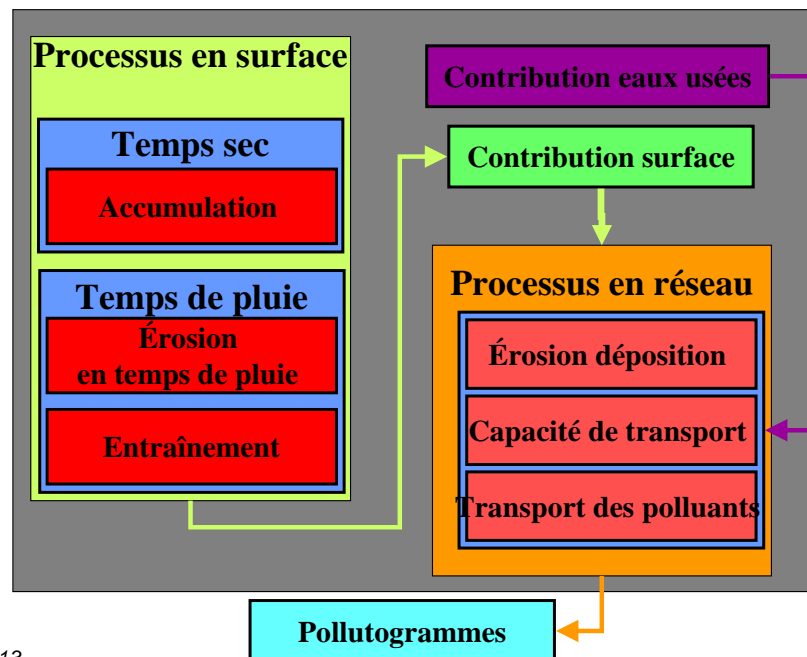 Processus en surface
Temps sec
Accumulation
Temps de pluie
Érosion
en temps de pluie
Entraînement
Contribution eaux usées
Contribution surface
Processus en réseau
Érosion déposition
Capacité de transport
Transport des polluants
Pollutogrammes